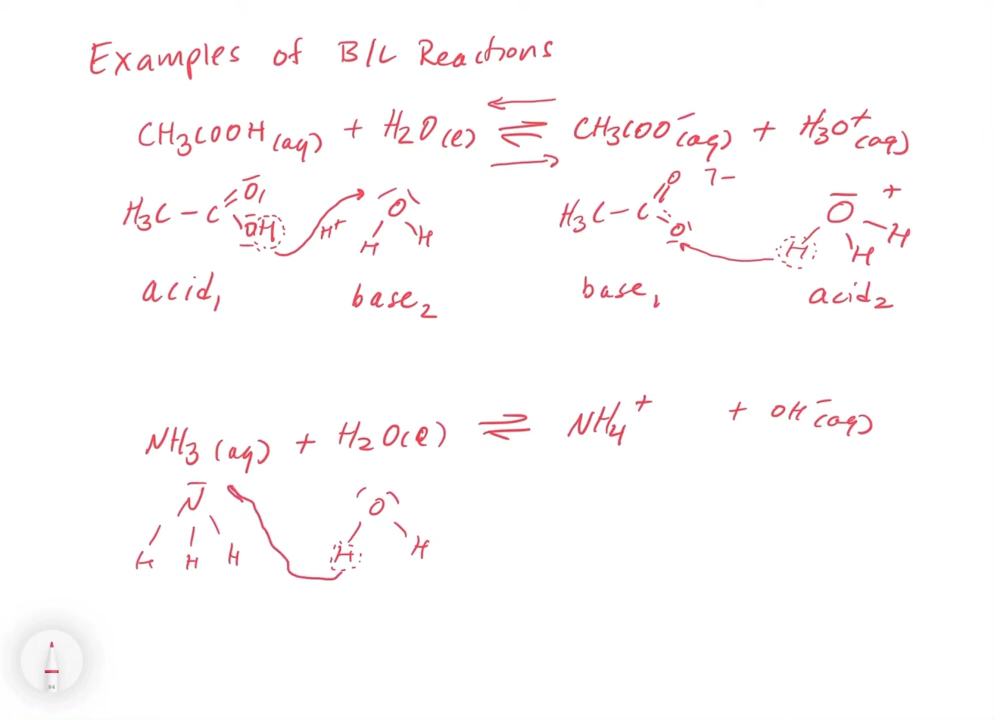 Examples of B/L Reactions
CH3COOH(aq) + H2O(l) ⇌ CH3COO⁻(aq) + H3O⁺(aq)
H3C - C O OH H⁺ O H H H3C - C O O 7- O + H H H
acid1 base2 base1 acid2
NH3(aq) + H2O(l) ⇌ NH4⁺ + OH⁻(aq)
N O
H H H H H